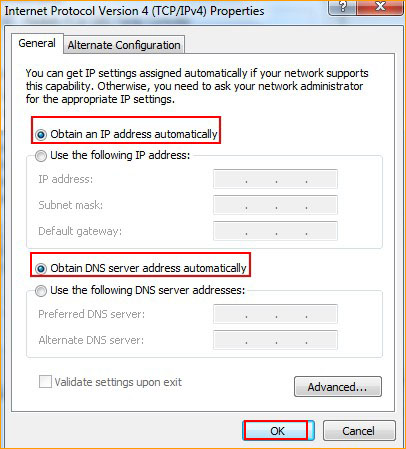 Internet Protocol Version 4 (TCP/IPv4) Properties
General
Alternate Configuration
You can get IP settings assigned automatically if your network supports
this capability. Otherwise, you need to ask your network administrator
for the appropriate IP settings.
Obtain an IP address automatically
Use the following IP address:
IP address:
Subnet mask:
Default gateway:
Obtain DNS server address automatically
Use the following DNS server addresses:
Preferred DNS server:
Alternate DNS server:
Validate settings upon exit
Advanced...
OK
Cancel